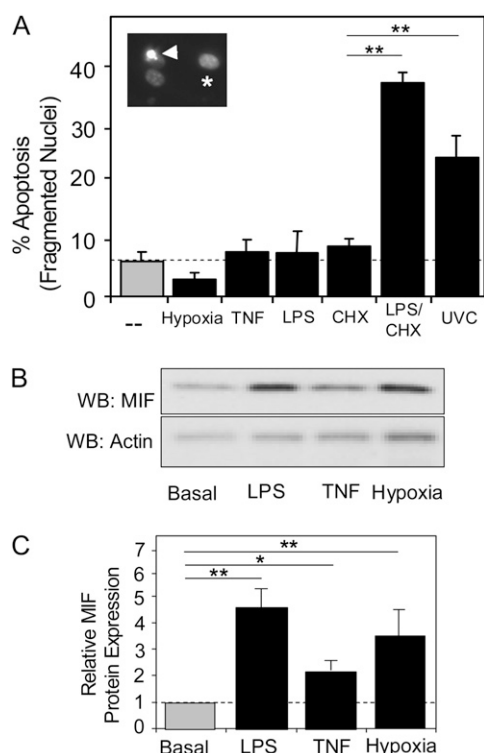 A
% Apoptosis
(Fragmented Nuclei)
40
30
20
10
0
*
**
**
-- Hypoxia TNF LPS CHX LPS/
CHX UVC
B
WB: MIF
WB: Actin
Basal LPS TNF Hypoxia
C
Relative MIF
Protein Expression
7
6
5
4
3
2
1
0
**
*
**
Basal LPS TNF Hypoxia